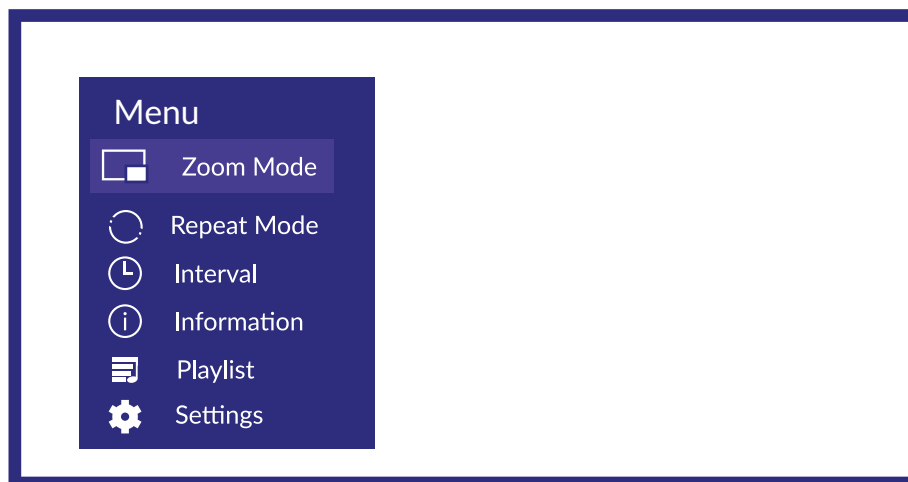 Menu
Zoom Mode
Repeat Mode
Interval
Information
Playlist
Settings